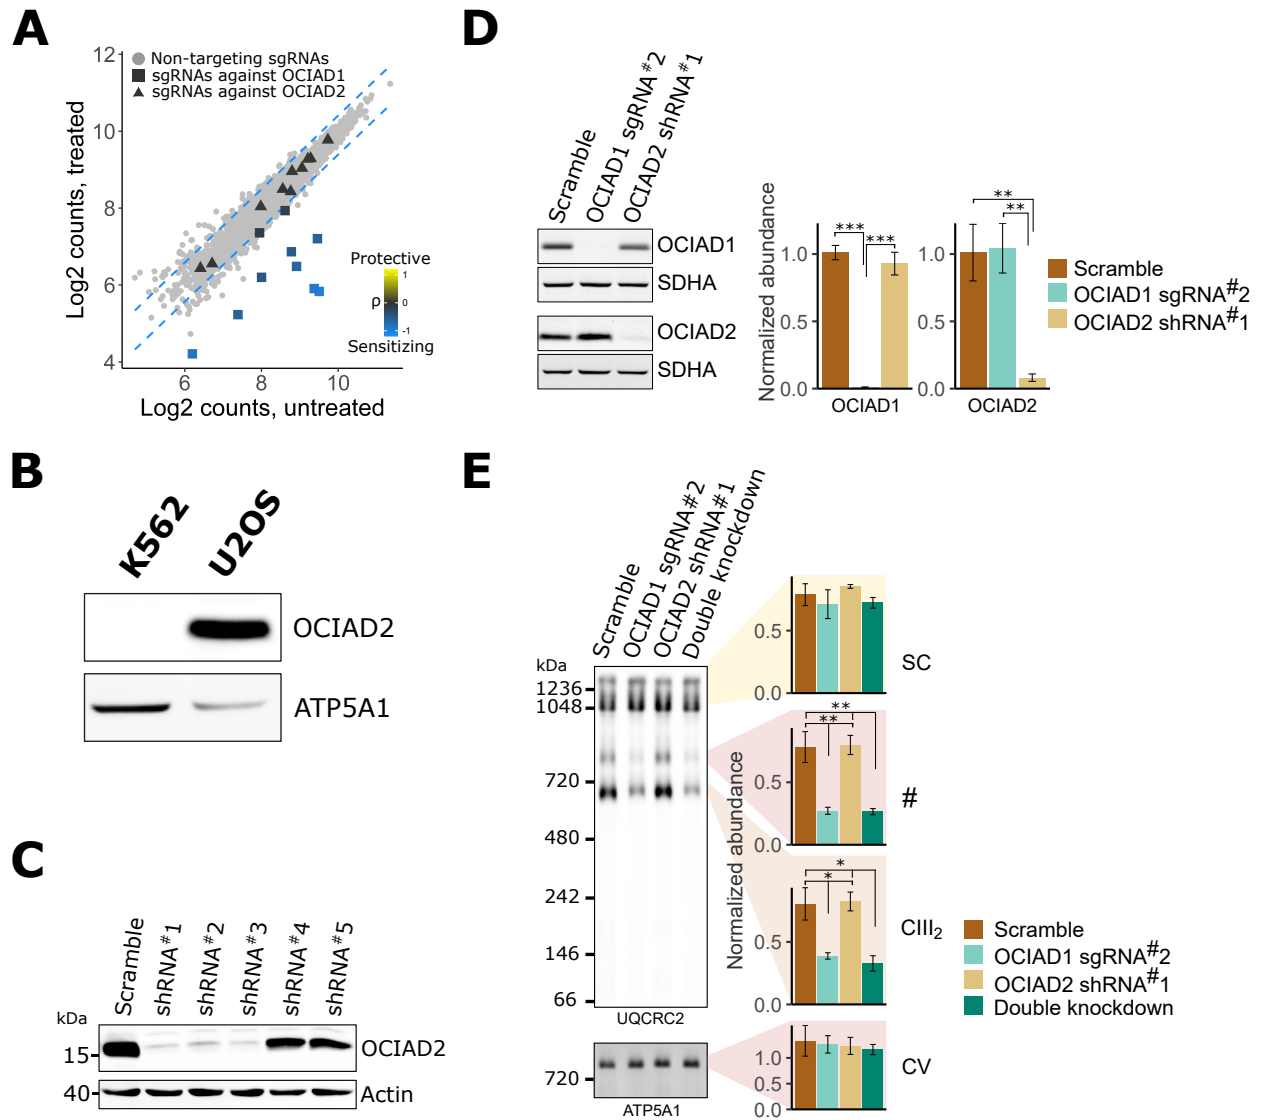 A
12
10
8
6
4
Log2 counts, treated
Non-targeting sgRNAs
sgRNAs against OCIAD1
sgRNAs against OCIAD2
Protective
1
ρ 0
-1
Sensitizing
6 8 10
Log2 counts, untreated
B
K562 U2OS
OCIAD2
ATP5A1
C
Scramble shRNA#1 shRNA#2 shRNA#3 shRNA#4 shRNA#5
kDa
15 OCIAD2
40 Actin
D
Scramble OCIAD1 sgRNA#2 OCIAD2 shRNA#1
OCIAD1
SDHA
OCIAD2
SDHA
Normalized abundance
*** ***
1.0
0.5
0.0
OCIAD1
**
**
1.0
0.5
0.0
OCIAD2
Scramble
OCIAD1 sgRNA#2
OCIAD2 shRNA#1
E
Scramble OCIAD1 sgRNA#2 OCIAD2 shRNA#1 Double knockdown
kDa
1236
1048
720
480
242
146
66
UQCRC2
720
ATP5A1
Normalized abundance
0.5
0.0
SC
**
**
0.5
0.0
#
*
*
0.5
0.0
CIII2
1.0
0.5
0.0
CV
Scramble
OCIAD1 sgRNA#2
OCIAD2 shRNA#1
Double knockdown